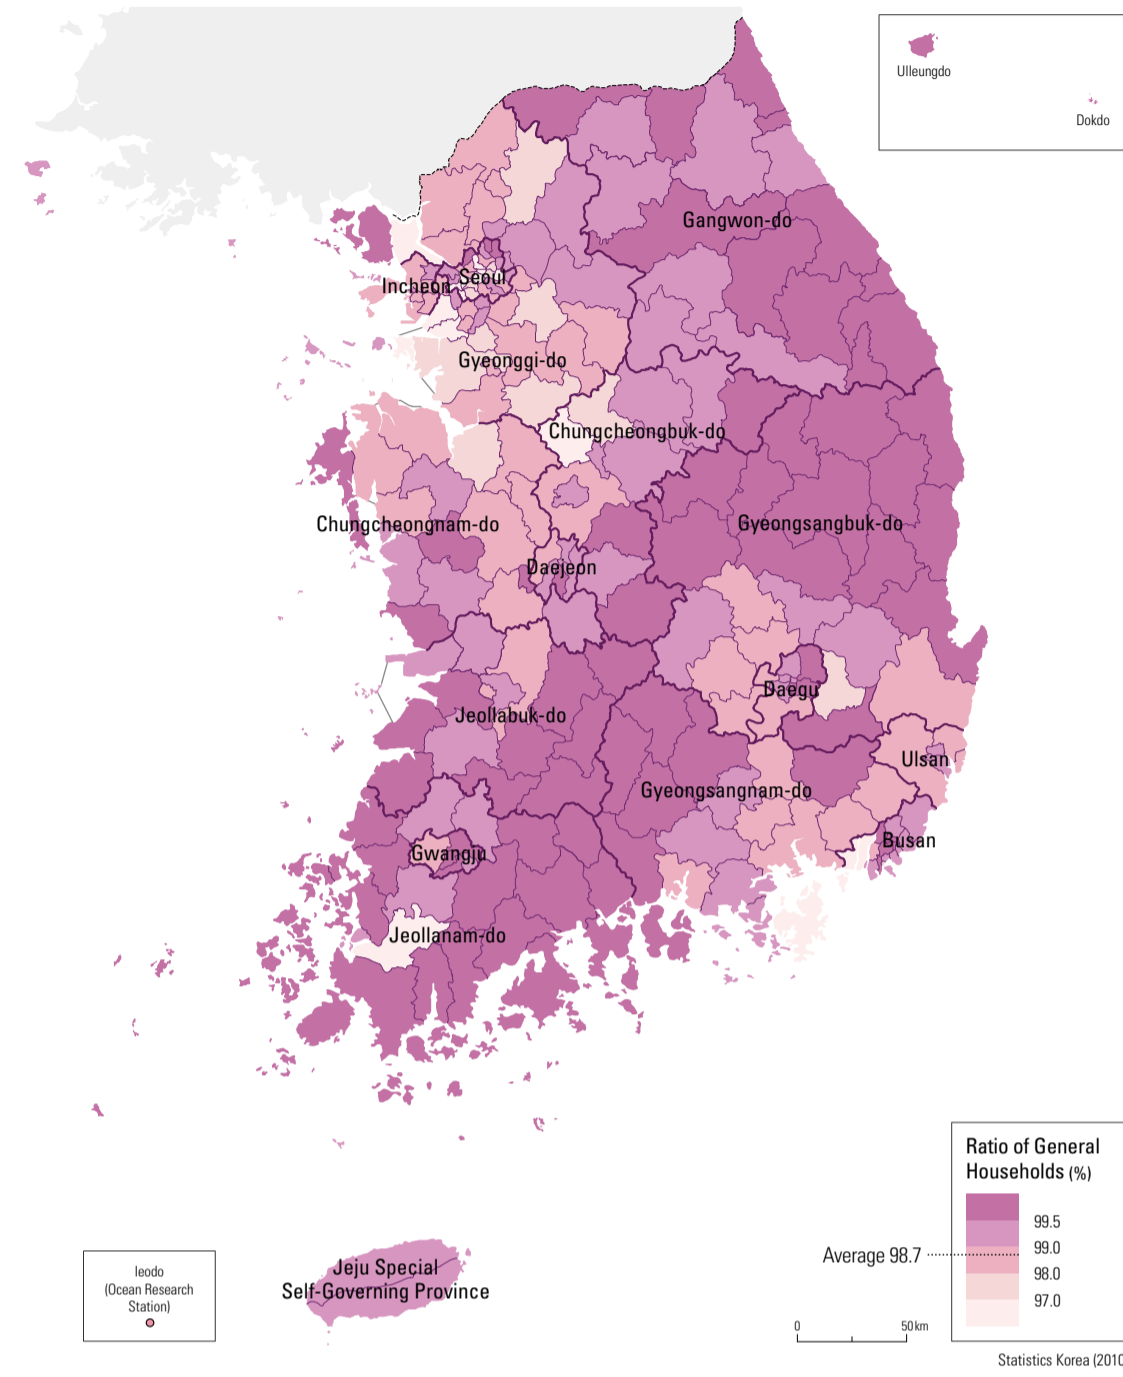 Ulleungdo
Dokdo
Gangwon-do
Seoul
Incheon
Gyeonggi-do
Chungcheongbuk-do
Chungcheongnam-do
Gyeongsangbuk-do
Daejeon
Daegu
Jeollabuk-do
Ulsan
Gyeongsangnam-do
Busan
Gwangju
Jeollanam-do
Jeju Special
Self-Governing Province
Ieodo
(Ocean Research
Station)
Ratio of General
Households (%)
99.5
99.0
98.0
97.0
Average 98.7
0
50km
Statistics Korea (2010